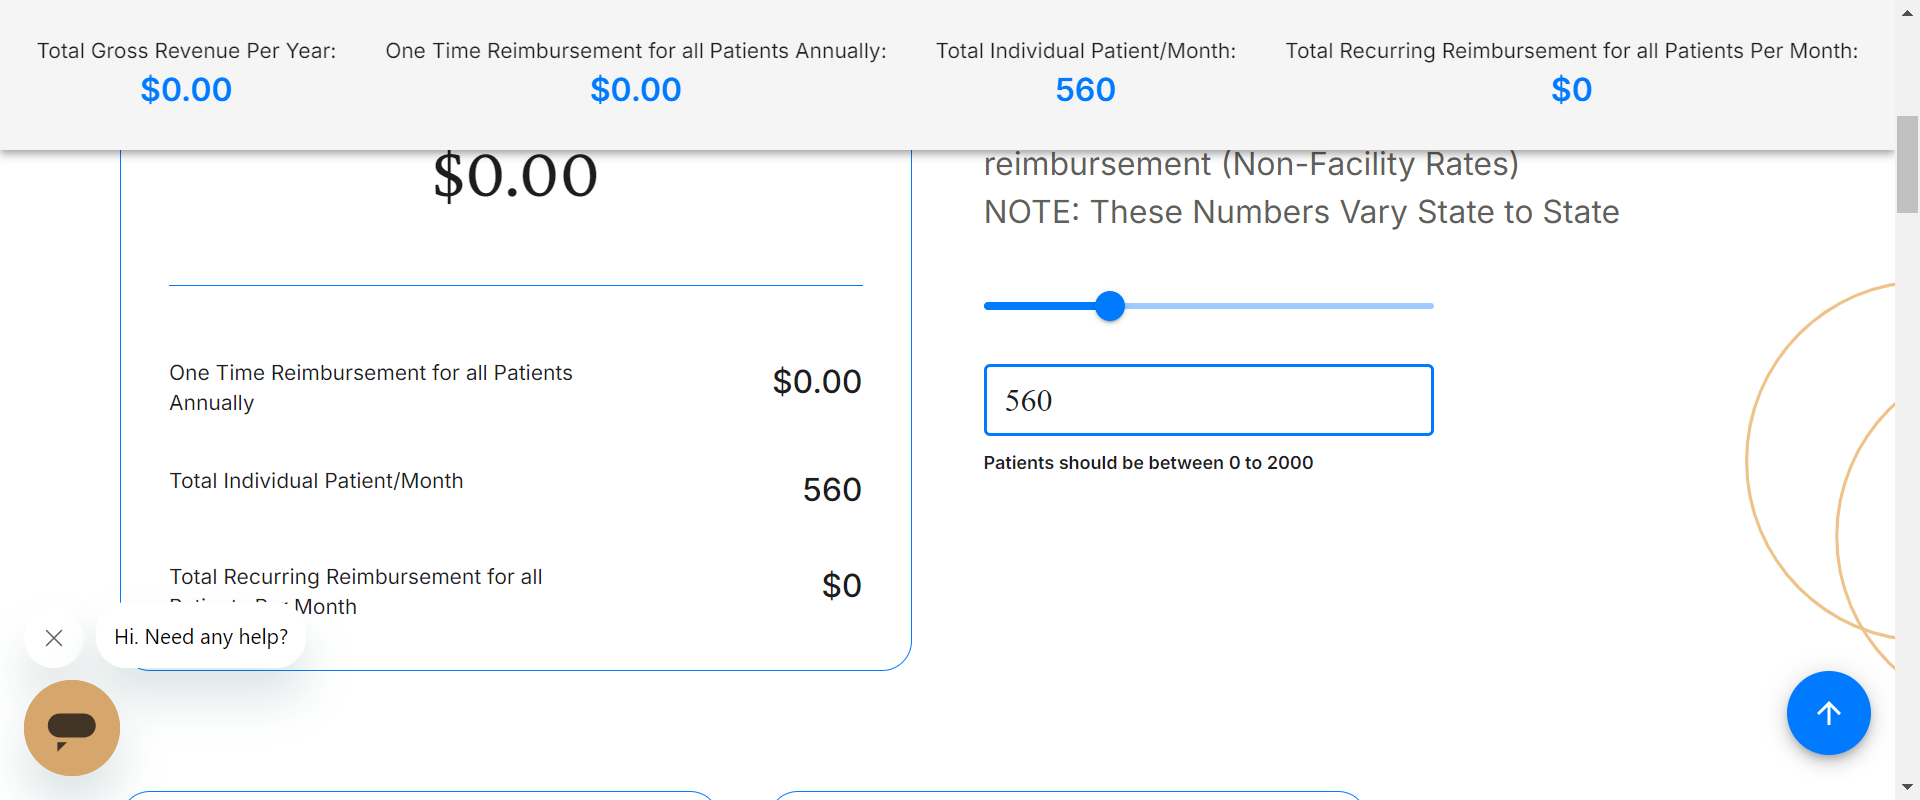 Total Gross Revenue Per Year:
$0.00
One Time Reimbursement for all Patients Annually:
$0.00
Total Individual Patient/Month:
560
Total Recurring Reimbursement for all Patients Per Month:
$0
$0.00
One Time Reimbursement for all Patients
Annually
$0.00
Total Individual Patient/Month
560
Total Recurring Reimbursement for all
Month
$0
reimbursement (Non-Facility Rates)
NOTE: These Numbers Vary State to State
560
Patients should be between 0 to 2000
Hi. Need any help?